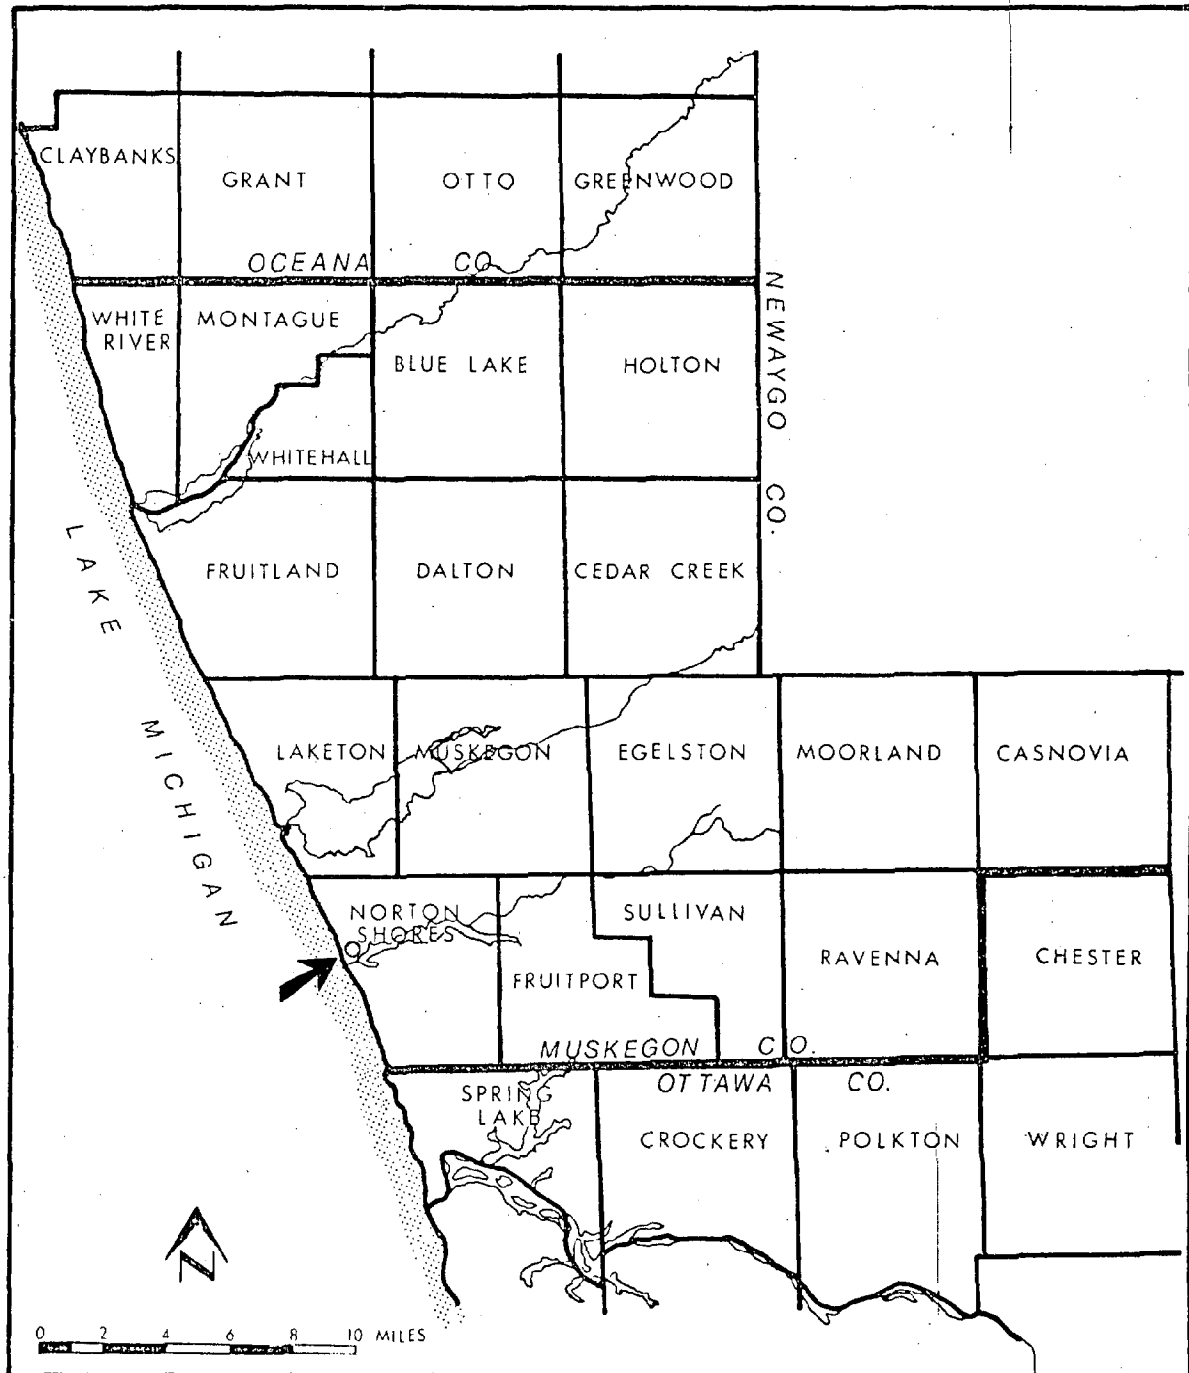 CLAYBANKS
GRANT
OTTO
GREENWOOD
OCEANA CO.
NEWAYGO CO.
WHITE
RIVER
MONTAGUE
BLUE LAKE
HOLTON
WHITEHALL
FRUITLAND
DALTON
CEDAR CREEK
LAKE MICHIGAN
LAKETON
MUSKEGON
EGELSTON
MOORLAND
CASNOVIA
NORTON
SHORES
SULLIVAN
FRUITPORT
RAVENNA
CHESTER
MUSKEGON CO.
OTTAWA CO.
SPRING
LAKE
CROCKERY
POLKTON
WRIGHT
N
0 2 4 6 8 10 MILES